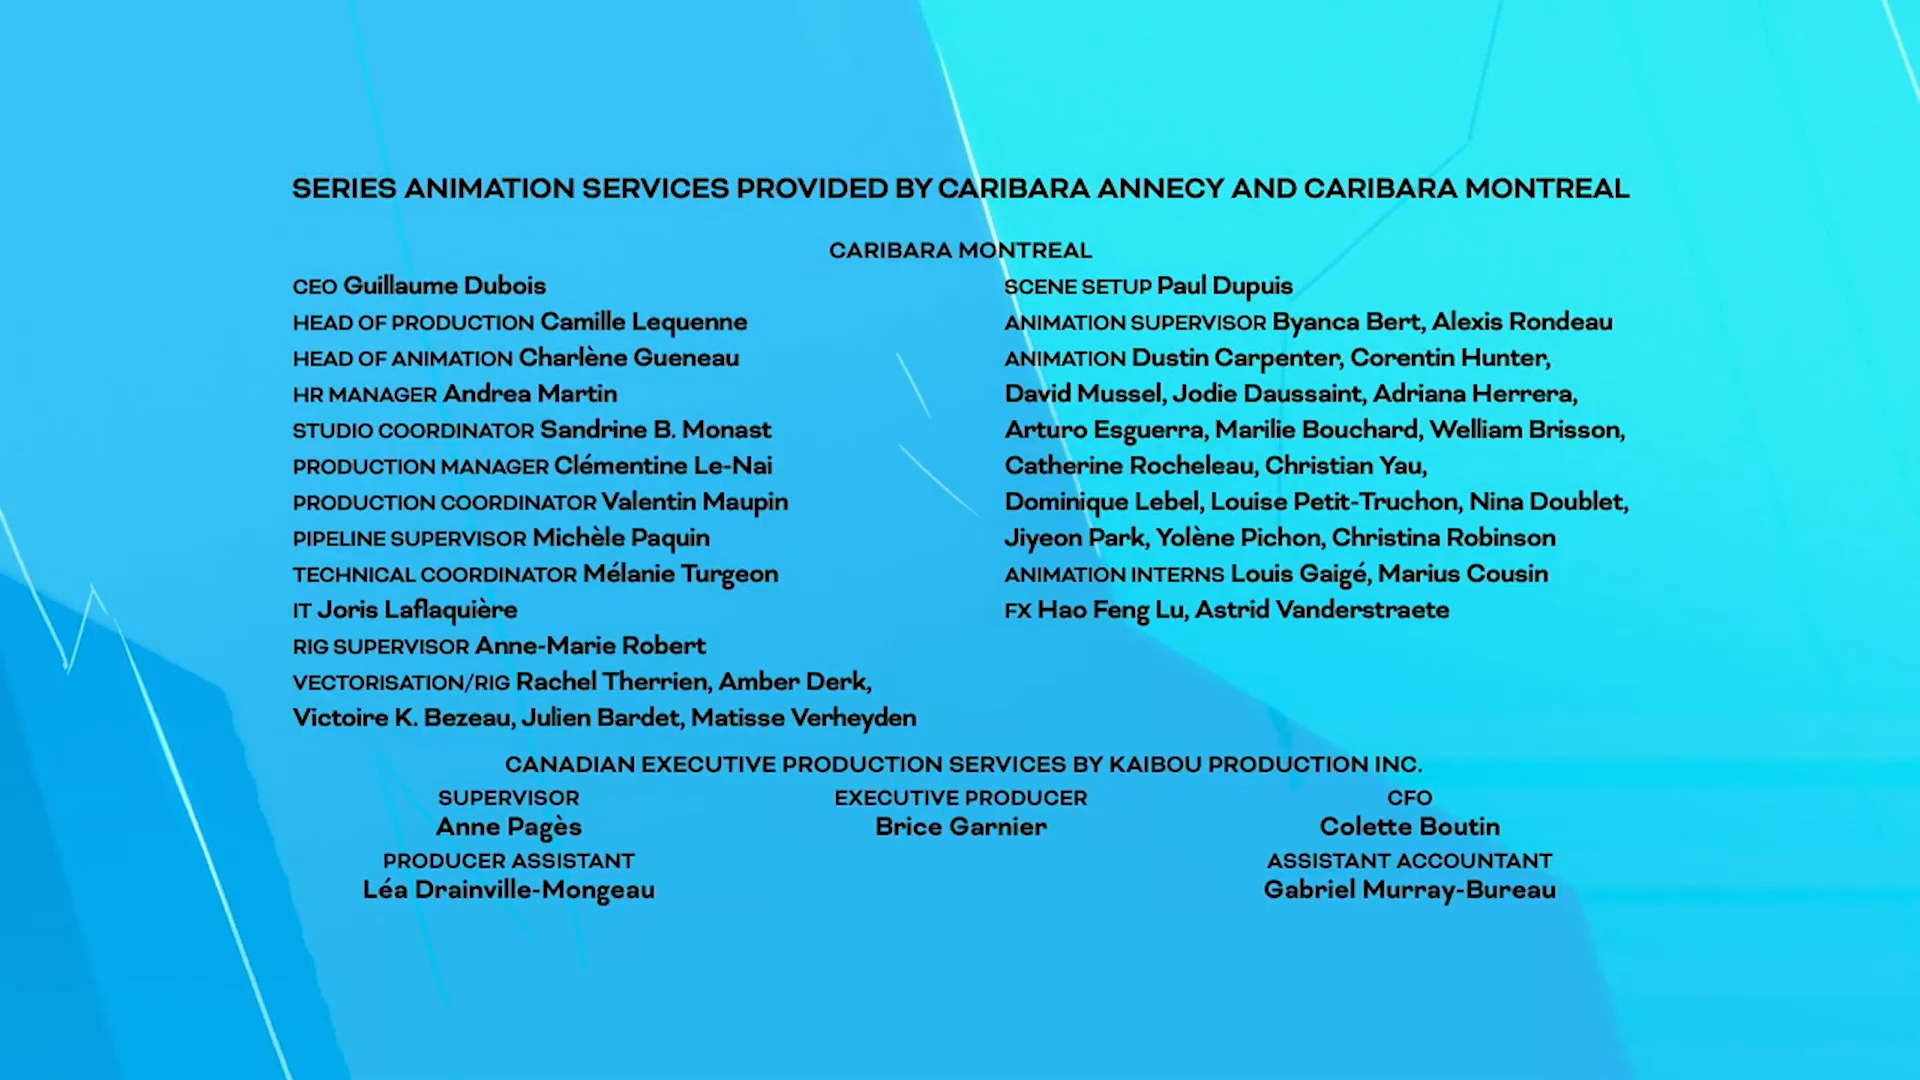 SERIES ANIMATION SERVICES PROVIDED BY CARIBARA ANNECY AND CARIBARA MONTREAL
CARIBARA MONTREAL
CEO Guillaume Dubois
HEAD OF PRODUCTION Camille Lequenne
HEAD OF ANIMATION Charlène Gueneau
HR MANAGER Andrea Martin
STUDIO COORDINATOR Sandrine B. Monast
PRODUCTION MANAGER Clémentine Le-Nai
PRODUCTION COORDINATOR Valentin Maupin
PIPELINE SUPERVISOR Michèle Paquin
TECHNICAL COORDINATOR Mélanie Turgeon
IT Joris Laflaquière
RIG SUPERVISOR Anne-Marie Robert
VECTORISATION/RIG Rachel Therrien, Amber Derk,
Victoire K. Bezeau, Julien Bardet, Matisse Verheyden
SCENE SETUP Paul Dupuis
ANIMATION SUPERVISOR Byanca Bert, Alexis Rondeau
ANIMATION Dustin Carpenter, Corentin Hunter,
David Mussel, Jodie Daussaint, Adriana Herrera,
Arturo Esguerra, Marilie Bouchard, Welliam Brisson,
Catherine Rocheleau, Christian Yau,
Dominique Lebel, Louise Petit-Truchon, Nina Doublet,
Jiyeon Park, Yolène Pichon, Christina Robinson
ANIMATION INTERNS Louis Gaigé, Marius Cousin
FX Hao Feng Lu, Astrid Vanderstraete
CANADIAN EXECUTIVE PRODUCTION SERVICES BY KAIBOU PRODUCTION INC.
SUPERVISOR
Anne Pagès
EXECUTIVE PRODUCER
Brice Garnier
CFO
Colette Boutin
PRODUCER ASSISTANT
Léa Drainville-Mongeau
ASSISTANT ACCOUNTANT
Gabriel Murray-Bureau